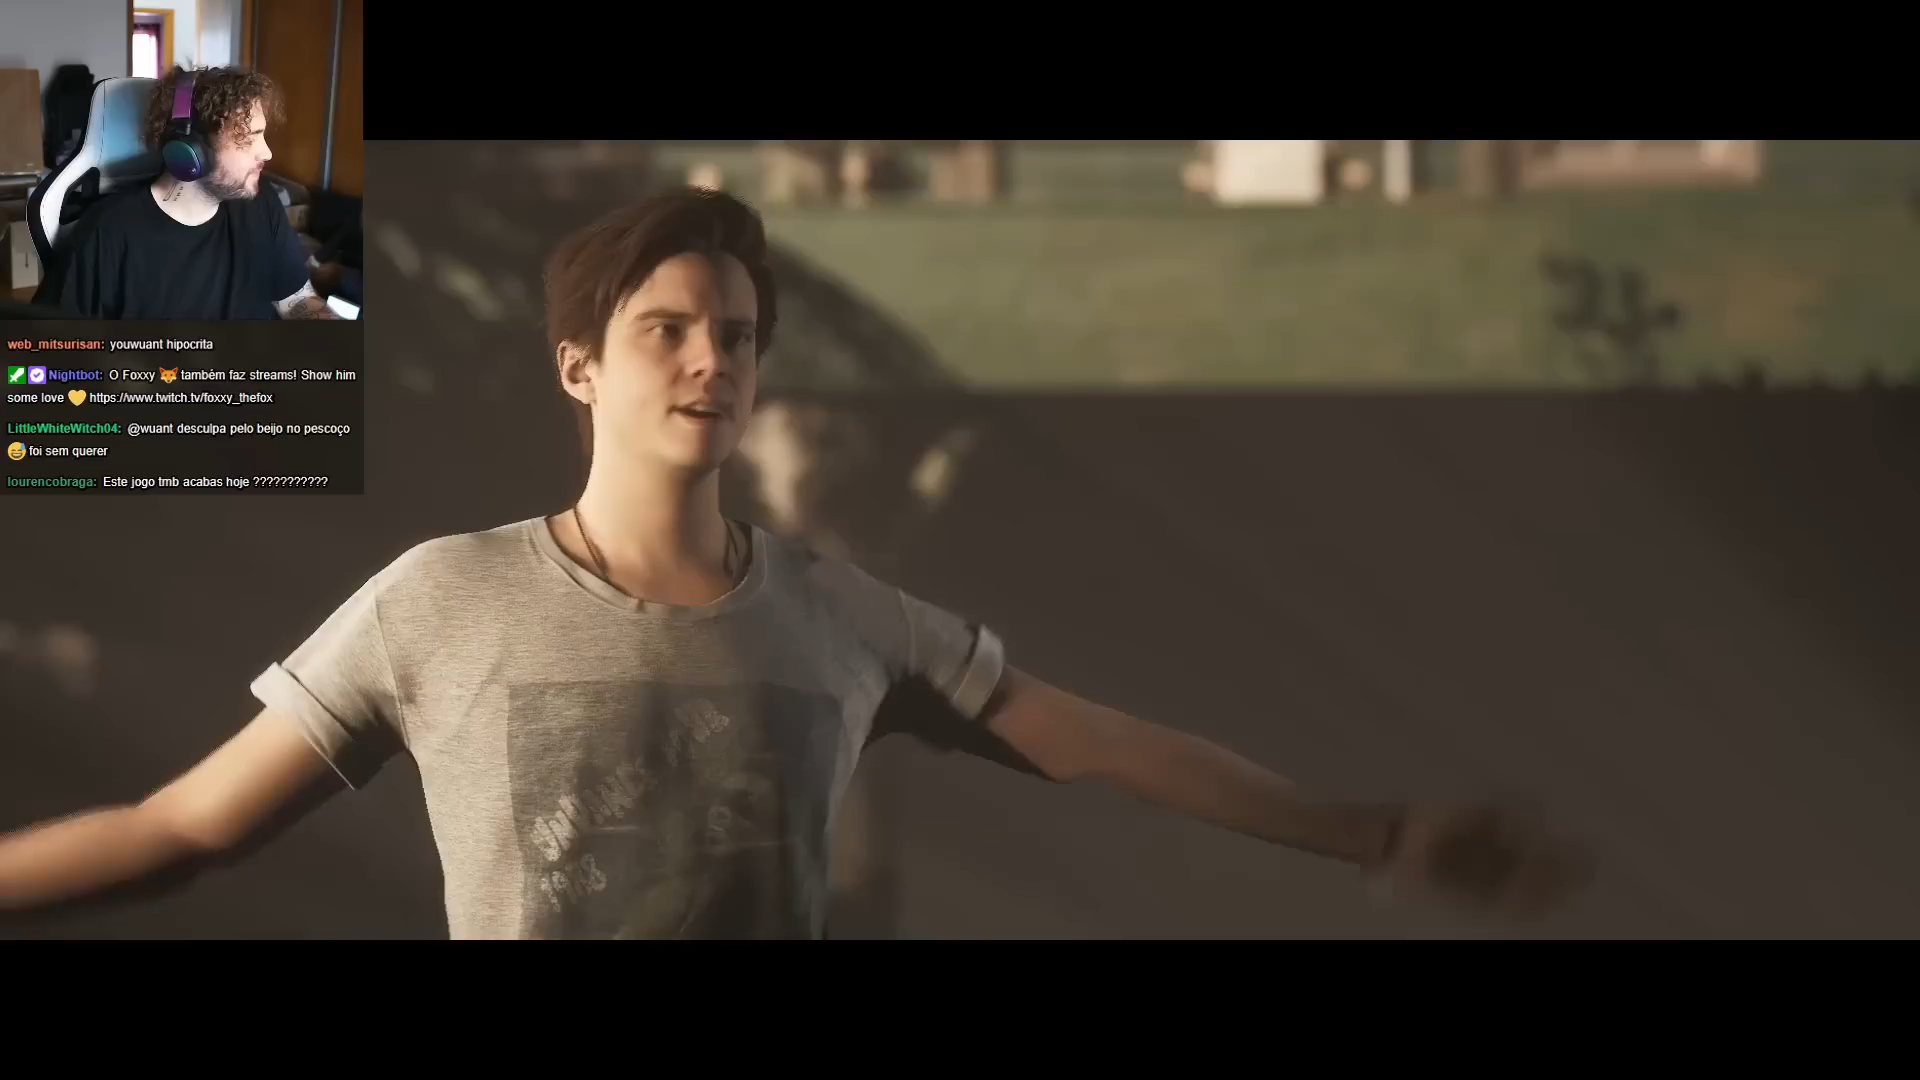 web_mitsurisan: youwuant hipocrita
Nightbot: O Foxxy 🦊 também faz streams! Show him
some love 💛 https://www.twitch.tv/foxxy_thefox
LittleWhiteWitch04: @wuant desculpa pelo beijo no pescoço
😅 foi sem querer
lourencobraga: Este jogo tmb acabas hoje ???????????